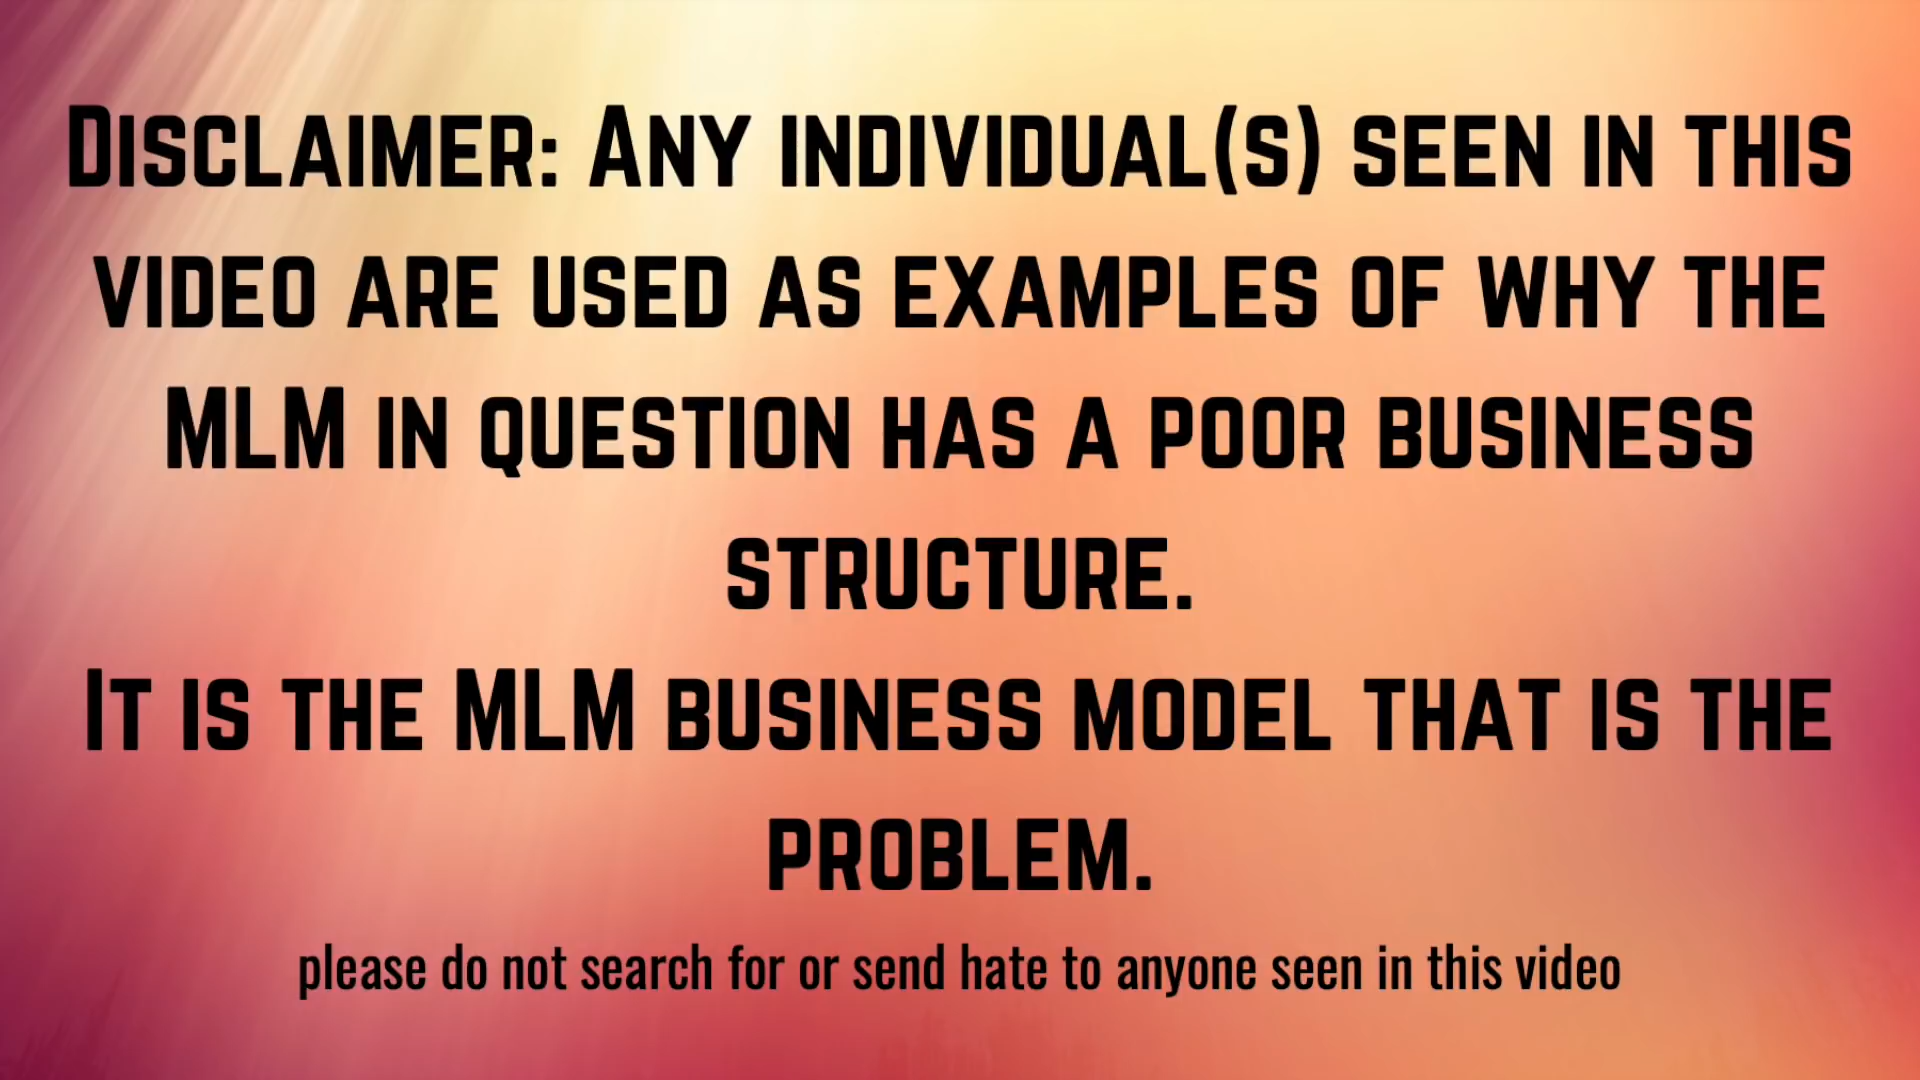 Disclaimer: Any individual(s) seen in this
video are used as examples of why the
MLM in question has a poor business
structure.
It is the MLM business model that is the
problem.
please do not search for or send hate to anyone seen in this video